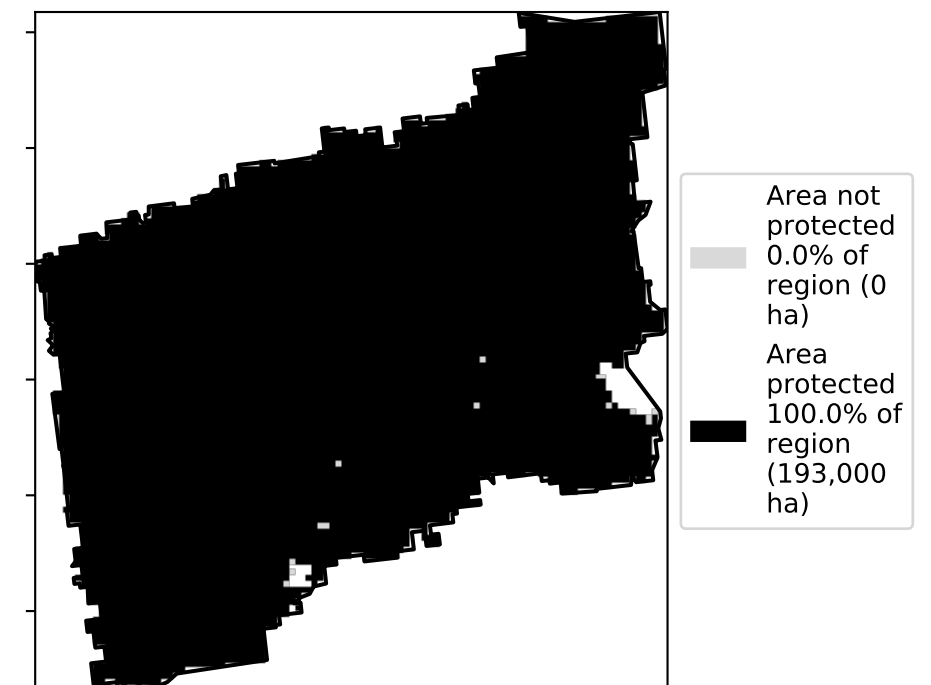 Area not
protected
0.0% of
region (0
ha)
Area
protected
100.0% of
region
(193,000
ha)